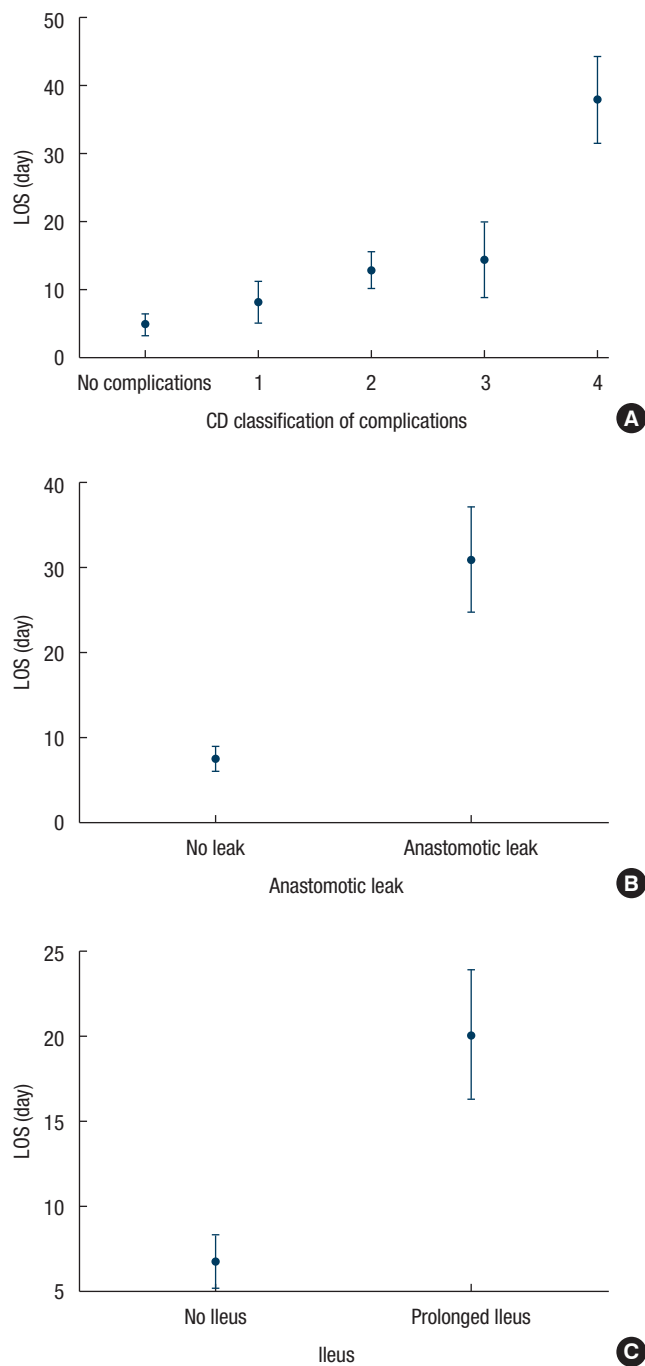 50
40
30
20
10
0
LOS (day)
No complications 1 2 3 4
CD classification of complications
A
40
30
20
10
0
LOS (day)
No leak Anastomotic leak
Anastomotic leak
B
25
20
15
10
5
LOS (day)
No Ileus Prolonged Ileus
Ileus
C